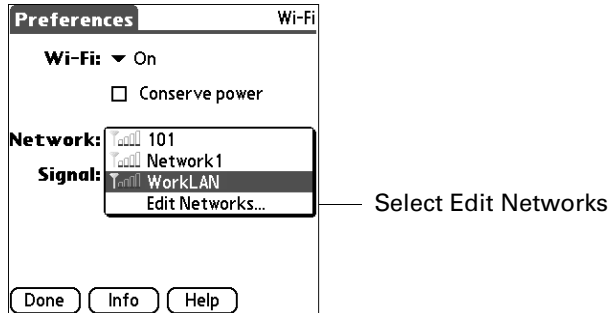 Preferences Wi-Fi
Wi-Fi: On
Conserve power
Network: 101
Network1
Signal: WorkLAN
Edit Networks...
Select Edit Networks
Done Info Help